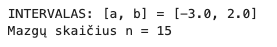 INTERVALAS: [a, b] = [−3.0, 2.0]
Mazgų skaičius n = 15